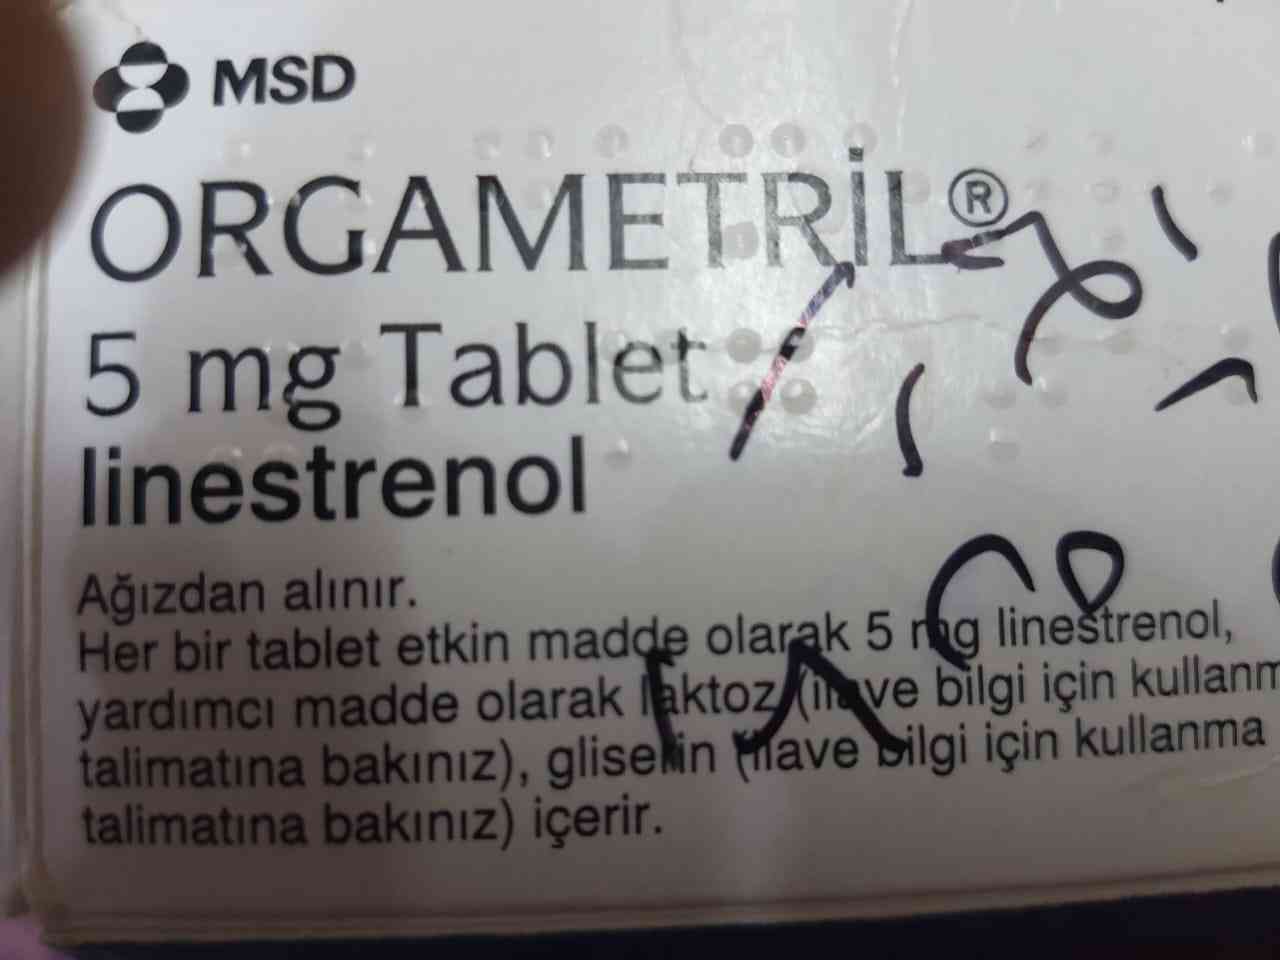 MSD
ORGAMETRİL®
5 mg Tablet
linestrenol
Ağızdan alınır.
Her bir tablet etkin madde olarak 5 mg linestrenol,
yardımcı madde olarak laktoz (ilave bilgi için kullanm
talimatına bakınız), gliserin (ilave bilgi için kullanma
talimatına bakınız) içerir.